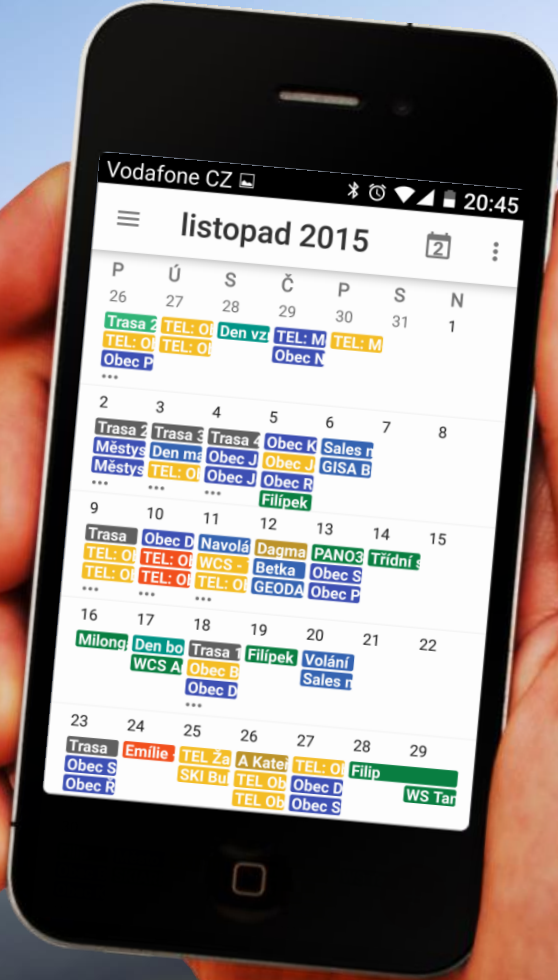 Vodafone CZ 20:45
listopad 2015 2
P Ú S Č P S N
26 27 28 29 30 31 1
Trasa 2 TEL: Ol Den vz TEL: M TEL: M
TEL: Ol TEL: Ol Obec N
Obec P
...
2 3 4 5 6 7 8
Trasa 2 Trasa 3 Trasa 4 Obec K Sales n
Městys Den ma Obec J Obec J GISA B
Městys TEL: Ol Obec J Obec R
... ... ... Filípek
9 10 11 12 13 14 15
Trasa Obec D Navolá Dagma PANO3 Třídní s
TEL: Ol TEL: Ol WCS - Betka Obec S
TEL: Ol TEL: Ol TEL: Ol GEODA Obec P
... ... ...
16 17 18 19 20 21 22
Milong Den bo Trasa 1 Filípek Volání
WCS A Obec B Sales n
Obec D
...
23 24 25 26 27 28 29
Trasa Emílie TEL Ža A Katei TEL: Ol Filip
Obec S SKI Bu TEL Ob Obec D WS Tar
Obec Ř TEL Ob Obec S